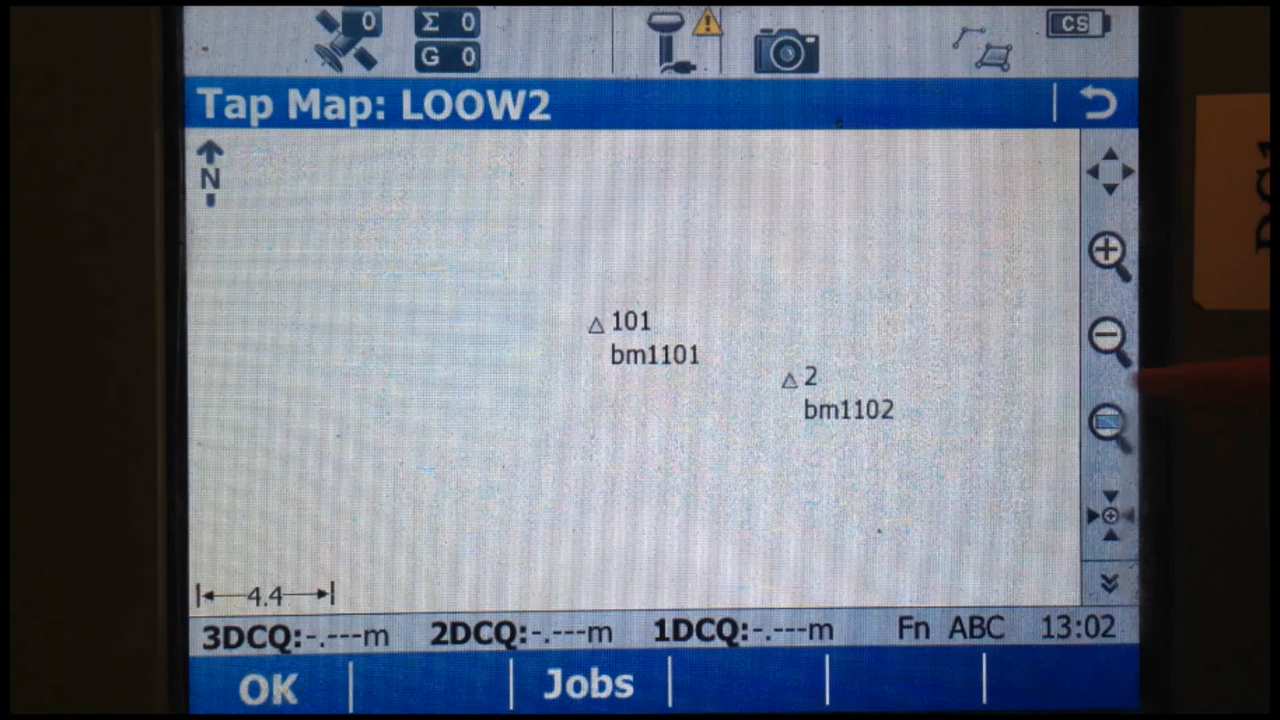 0
Σ 0
G 0
CS
Tap Map: LOOW2
N
101
bm1101
2
bm1102
4.4
3DCQ:-.---m 2DCQ:-.---m 1DCQ:-.---m Fn ABC 13:02
OK Jobs